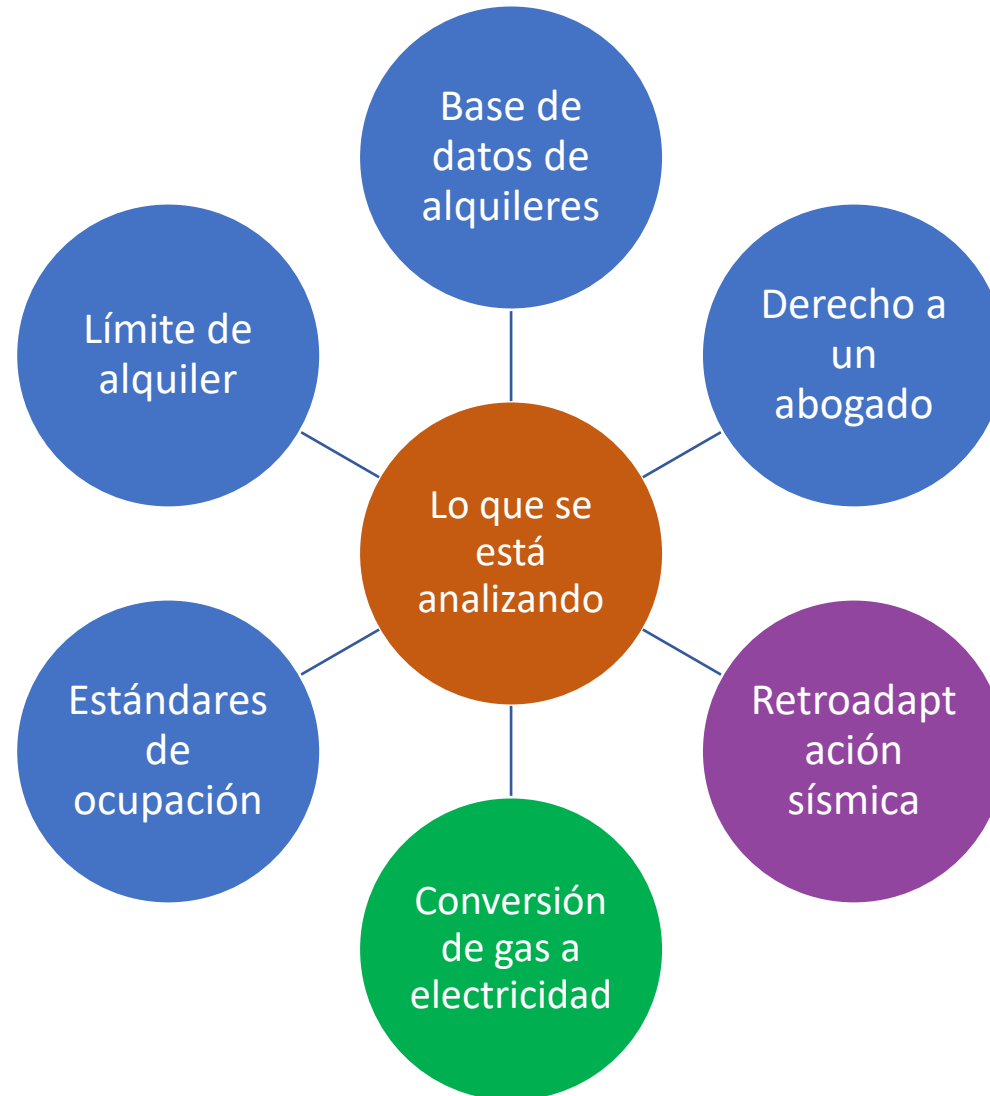 Base de
datos de
alquileres
Derecho a
un
abogado
Retroadapt
ación
sísmica
Conversión
de gas a
electricidad
Estándares
de
ocupación
Límite de
alquiler
Lo que se
está
analizando